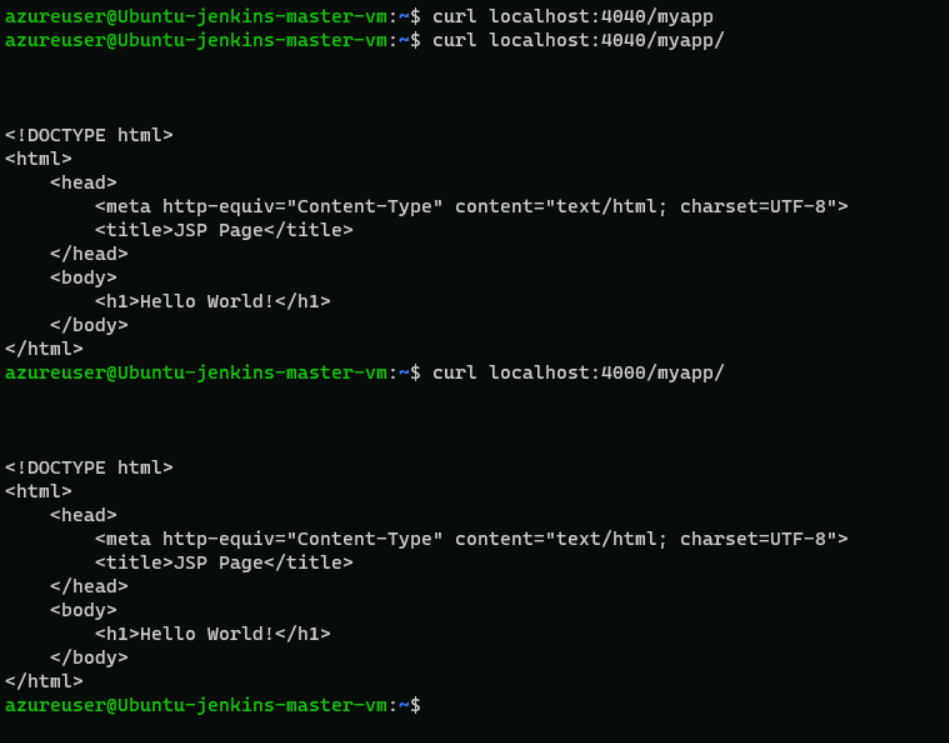 azureuser@Ubuntu-jenkins-master-vm:~$ curl localhost:4040/myapp
azureuser@Ubuntu-jenkins-master-vm:~$ curl localhost:4040/myapp/
<!DOCTYPE html>
<html>
    <head>
        <meta http-equiv="Content-Type" content="text/html; charset=UTF-8">
        <title>JSP Page</title>
    </head>
    <body>
        <h1>Hello World!</h1>
    </body>
</html>
azureuser@Ubuntu-jenkins-master-vm:~$ curl localhost:4000/myapp/
<!DOCTYPE html>
<html>
    <head>
        <meta http-equiv="Content-Type" content="text/html; charset=UTF-8">
        <title>JSP Page</title>
    </head>
    <body>
        <h1>Hello World!</h1>
    </body>
</html>
azureuser@Ubuntu-jenkins-master-vm:~$